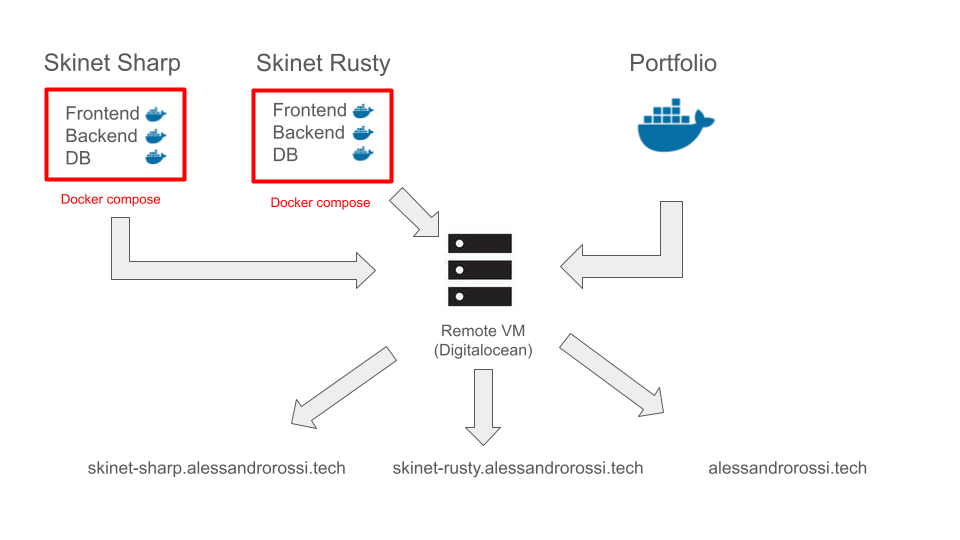 Skinet Sharp
Skinet Rusty
Portfolio
Frontend
Backend
DB
Frontend
Backend
DB
Docker compose
Docker compose
Remote VM
(Digitalocean)
skinet-sharp.alessandrorossi.tech
skinet-rusty.alessandrorossi.tech
alessandrorossi.tech